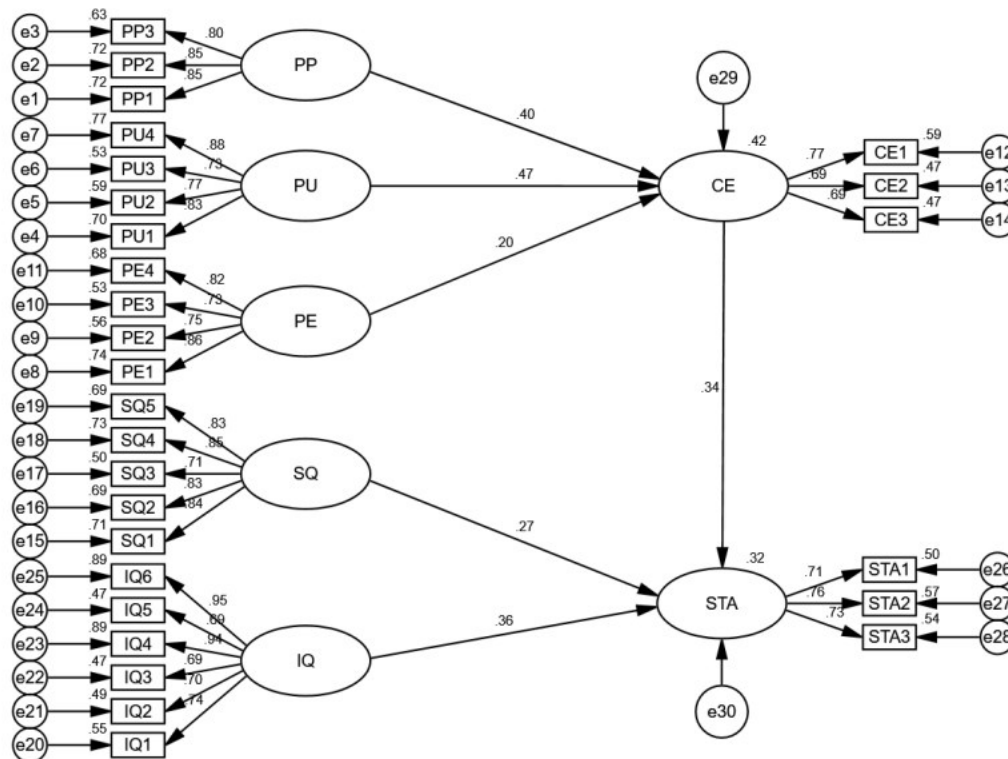 e3 .63 PP3 .80
e2 .72 PP2 .85 PP
e1 .72 PP1 .85
e7 .77 PU4 .88
e6 .53 PU3 .73
e5 .59 PU2 .77 PU
e4 .70 PU1 .83
e11 .68 PE4 .82
e10 .53 PE3 .73 PE
e9 .56 PE2 .75
e8 .74 PE1 .86
e19 .69 SQ5 .83
e18 .73 SQ4 .85
e17 .50 SQ3 .71 SQ
e16 .69 SQ2 .83
e15 .71 SQ1 .84
e25 .89 IQ6 .95
e24 .47 IQ5 .69
e23 .89 IQ4 .94 IQ
e22 .47 IQ3 .69
e21 .49 IQ2 .70
e20 .55 IQ1 .74
.40
.47
.20
e29
.42
CE
.77 CE1 .59 e12
.69 CE2 .47 e13
.69 CE3 .47 e14
.34
.27
.36
.32
STA
.71 STA1 .50 e26
.76 STA2 .57 e27
.73 STA3 .54 e28
e30